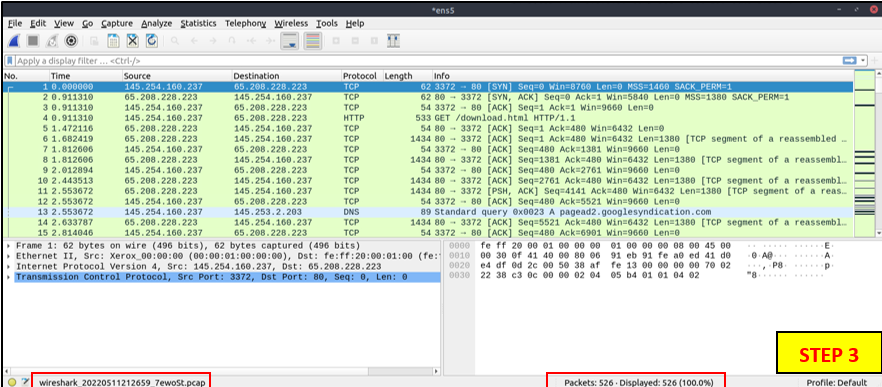 *ens5
File Edit View Go Capture Analyze Statistics Telephony Wireless Tools Help
Apply a display filter ... <Ctrl-/>
No. Time Source Destination Protocol Length Info
1 0.000000 145.254.160.237 65.208.228.223 TCP 62 3372 → 80 [SYN] Seq=0 Win=8760 Len=0 MSS=1460 SACK_PERM=1
2 0.911310 65.208.228.223 145.254.160.237 TCP 62 80 → 3372 [SYN, ACK] Seq=0 Ack=1 Win=5840 Len=0 MSS=1380 SACK_PERM=1
3 0.911310 145.254.160.237 65.208.228.223 TCP 54 3372 → 80 [ACK] Seq=1 Ack=1 Win=9660 Len=0
4 0.911310 145.254.160.237 65.208.228.223 HTTP 533 GET /download.html HTTP/1.1
5 1.472116 65.208.228.223 145.254.160.237 TCP 54 80 → 3372 [ACK] Seq=1 Ack=480 Win=6432 Len=0
6 1.682419 65.208.228.223 145.254.160.237 TCP 1434 80 → 3372 [ACK] Seq=1 Ack=480 Win=6432 Len=1380 [TCP segment of a reassembled ...
7 1.812606 145.254.160.237 65.208.228.223 TCP 54 3372 → 80 [ACK] Seq=480 Ack=1381 Win=9660 Len=0
8 1.812606 65.208.228.223 145.254.160.237 TCP 1434 80 → 3372 [ACK] Seq=1381 Ack=480 Win=6432 Len=1380 [TCP segment of a reassembl...
9 2.012894 145.254.160.237 65.208.228.223 TCP 54 3372 → 80 [ACK] Seq=480 Ack=2761 Win=9660 Len=0
10 2.443513 65.208.228.223 145.254.160.237 TCP 1434 80 → 3372 [ACK] Seq=2761 Ack=480 Win=6432 Len=1380 [TCP segment of a reassembl...
11 2.553672 65.208.228.223 145.254.160.237 TCP 1434 80 → 3372 [PSH, ACK] Seq=4141 Ack=480 Win=6432 Len=1380 [TCP segment of a reas...
12 2.553672 145.254.160.237 65.208.228.223 TCP 54 3372 → 80 [ACK] Seq=480 Ack=5521 Win=9660 Len=0
13 2.553672 145.254.160.237 145.253.2.203 DNS 89 Standard query 0x0023 A pagead2.googlesyndication.com
14 2.633787 65.208.228.223 145.254.160.237 TCP 1434 80 → 3372 [ACK] Seq=5521 Ack=480 Win=6432 Len=1380 [TCP segment of a reassembl...
15 2.814046 145.254.160.237 65.208.228.223 TCP 54 3372 → 80 [ACK] Seq=480 Ack=6901 Win=9660 Len=0
Frame 1: 62 bytes on wire (496 bits), 62 bytes captured (496 bits)
Ethernet II, Src: Xerox_00:00:00 (00:00:01:00:00:00), Dst: fe:ff:20:00:01:00 (fe:
Internet Protocol Version 4, Src: 145.254.160.237, Dst: 65.208.228.223
Transmission Control Protocol, Src Port: 3372, Dst Port: 80, Seq: 0, Len: 0
0000 fe ff 20 00 01 00 00 00 01 00 00 00 08 00 45 00 ·· ····· ······E·
0010 00 30 0f 41 40 00 80 06 91 eb 91 fe a0 ed 41 d0 ·0·A@··· ······A·
0020 e4 df 0d 2c 00 50 38 af fe 13 00 00 00 00 70 02 ···,·P8· ······p·
0030 22 38 c3 0c 00 00 02 04 05 b4 01 01 04 02 "8······ ······
STEP 3
wireshark_20220511212659_7ewoSt.pcap
Packets: 526 · Displayed: 526 (100.0%)
Profile: Default